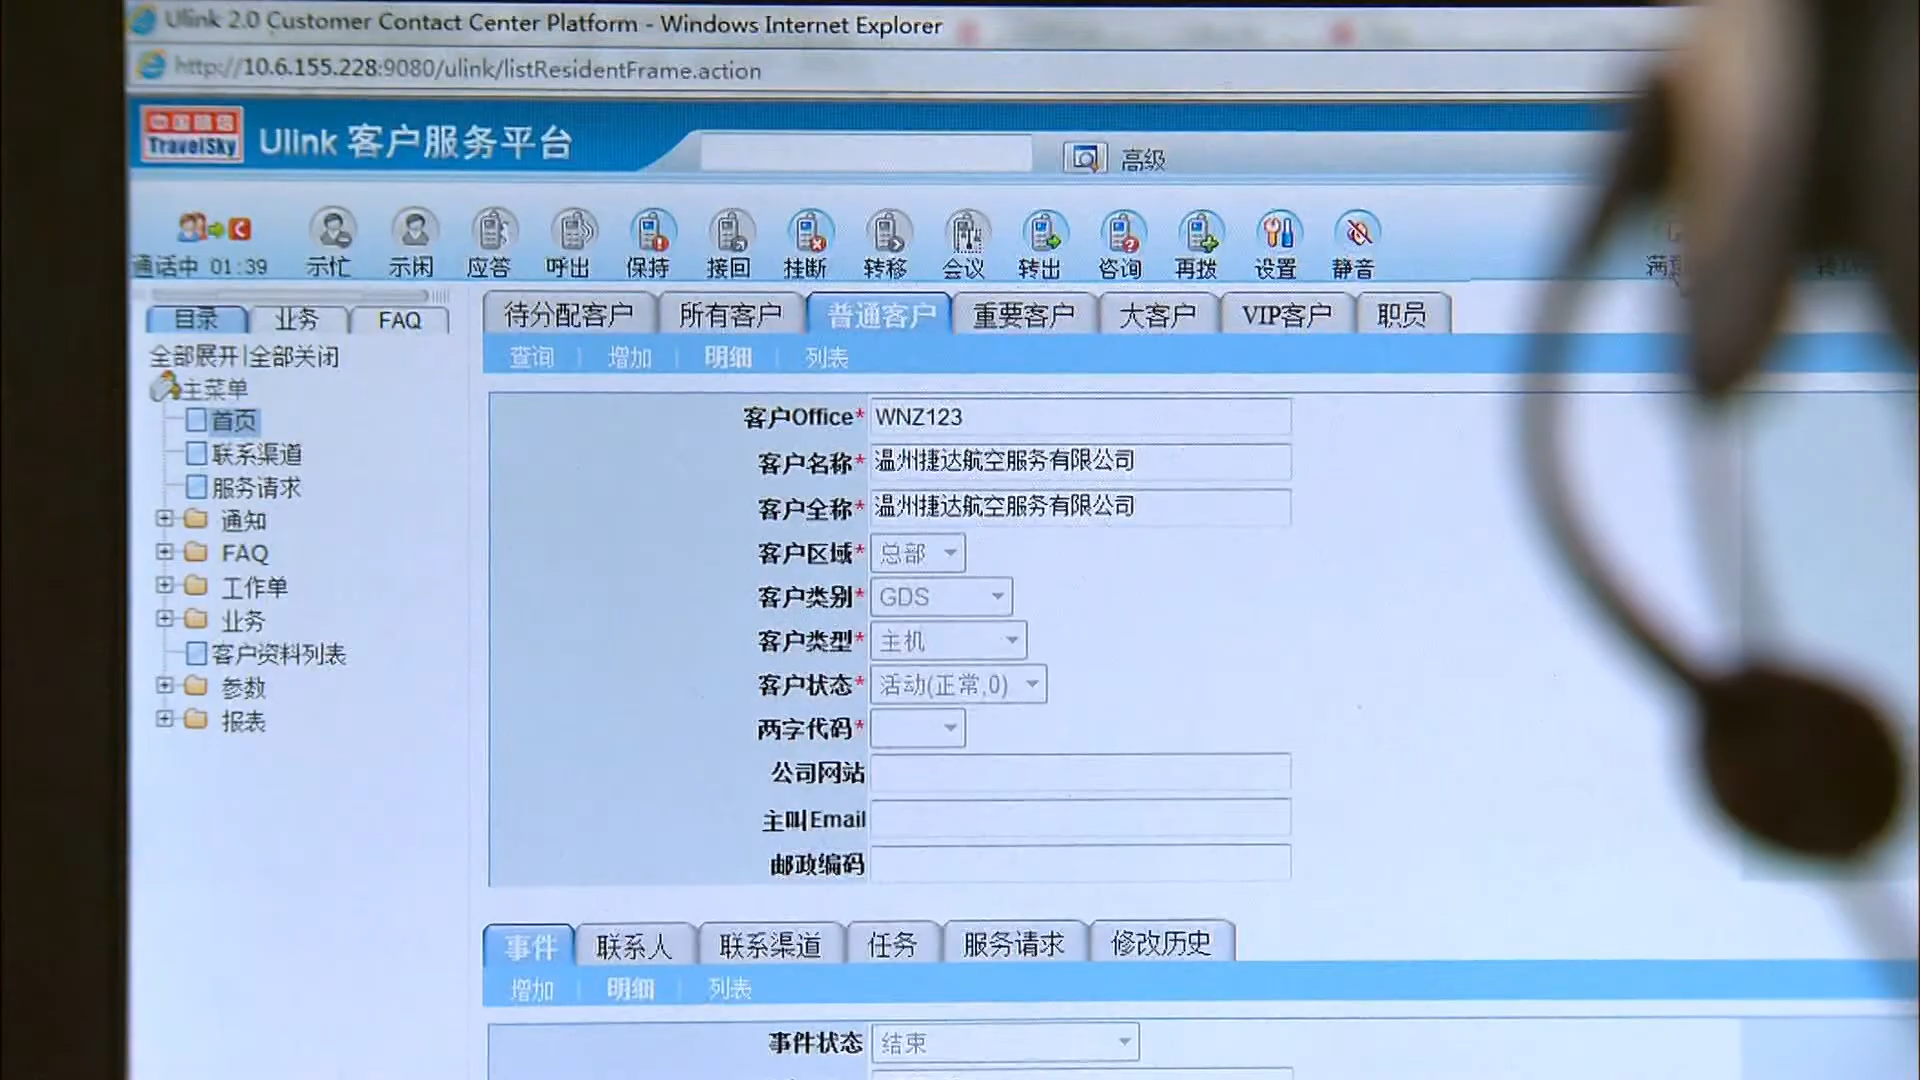 Ulink 2.0 Customer Contact Center Platform - Windows Internet Explorer
http://10.6.155.228:9080/ulink/listResidentFrame.action
中国航信
TravelSky
Ulink 客户服务平台
高级
通话中 01:39 示忙 示闲 应答 呼出 保持 接回 挂断 转移 会议 转出 咨询 再拨 设置 静音
目录 业务 FAQ
待分配客户 所有客户 普通客户 重要客户 大客户 VIP客户 职员
查询 | 增加 | 明细 | 列表
全部展开|全部关闭
主菜单
首页
联系渠道
服务请求
通知
FAQ
工作单
业务
客户资料列表
参数
报表
客户Office* WNZ123
客户名称* 温州捷达航空服务有限公司
客户全称* 温州捷达航空服务有限公司
客户区域* 总部
客户类别* GDS
客户类型* 主机
客户状态* 活动(正常,0)
两字代码*
公司网站
主叫Email
邮政编码
事件 联系人 联系渠道 任务 服务请求 修改历史
增加 | 明细 | 列表
事件状态 结束